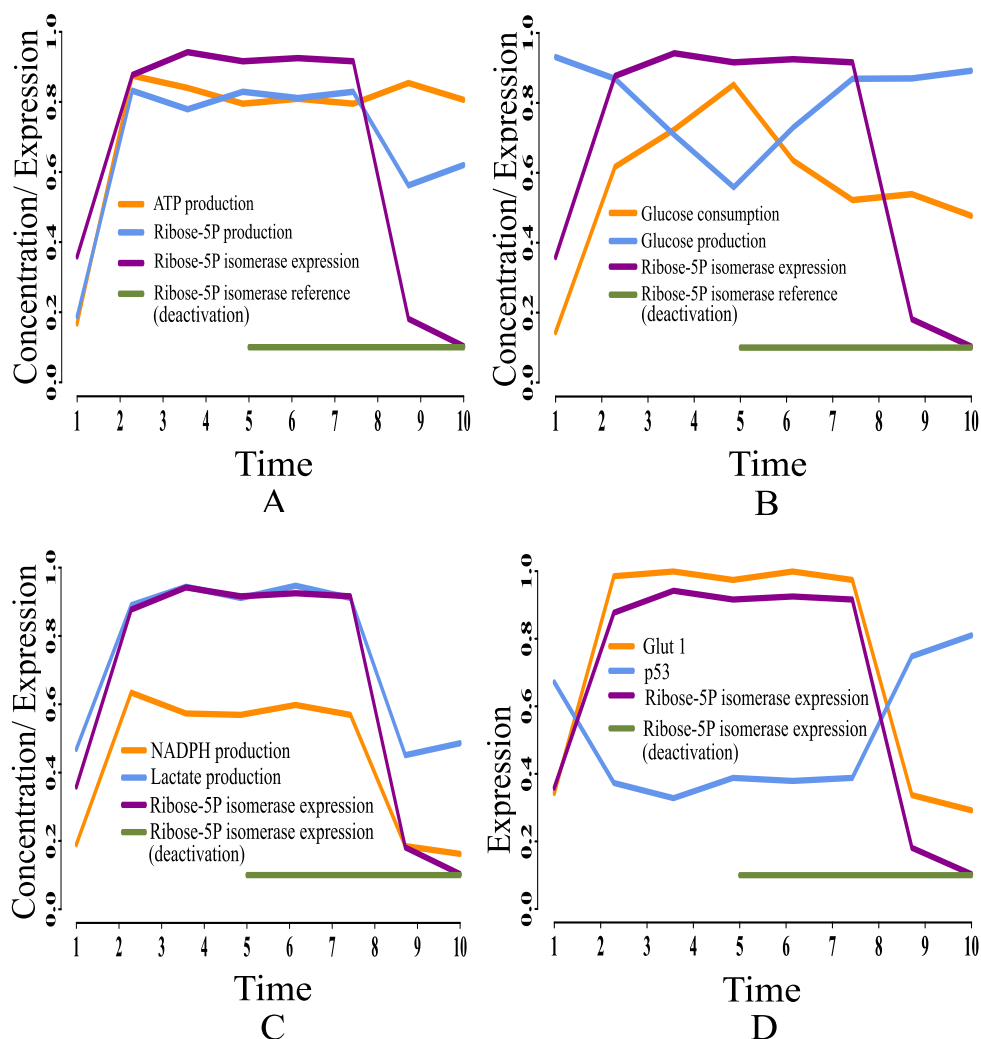 Concentration/ Expression
1.0
0.8
0.6
0.4
0.2
0.0
ATP production
Ribose-5P production
Ribose-5P isomerase expression
Ribose-5P isomerase reference
(deactivation)
1 2 3 4 5 6 7 8 9 10
Time
A
Concentration/ Expression
1.0
0.8
0.6
0.4
0.2
0.0
Glucose consumption
Glucose production
Ribose-5P isomerase expression
Ribose-5P isomerase reference
(deactivation)
1 2 3 4 5 6 7 8 9 10
Time
B
Concentration/ Expression
1.0
0.8
0.6
0.4
0.2
0.0
NADPH production
Lactate production
Ribose-5P isomerase expression
Ribose-5P isomerase expression
(deactivation)
1 2 3 4 5 6 7 8 9 10
Time
C
Expression
1.0
0.8
0.6
0.4
0.2
0.0
Glut 1
p53
Ribose-5P isomerase expression
Ribose-5P isomerase expression
(deactivation)
1 2 3 4 5 6 7 8 9 10
Time
D